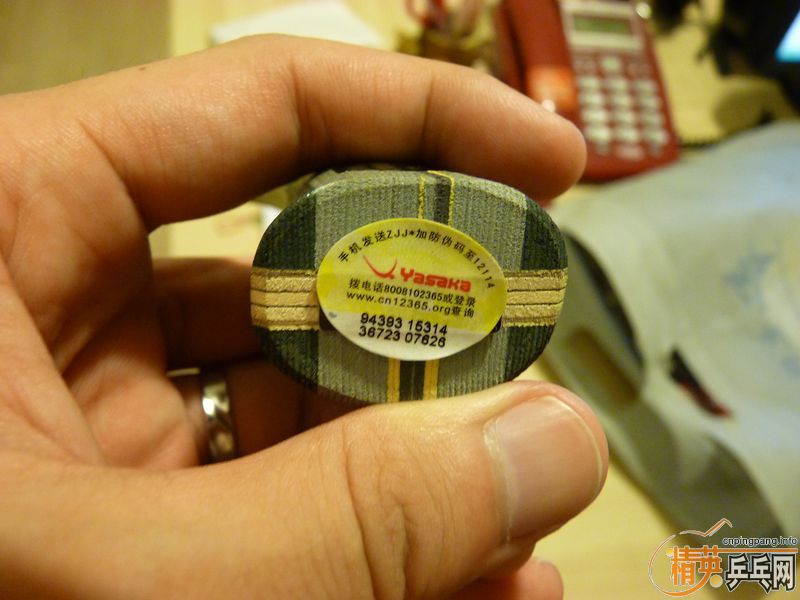 手机发送ZJJ*加防伪码至12114
Yasaka
拨电话8008102365或登录
www.cn12365.org查询
94393 15314
36723 07626
cnpingpang.info
精英乒乓网